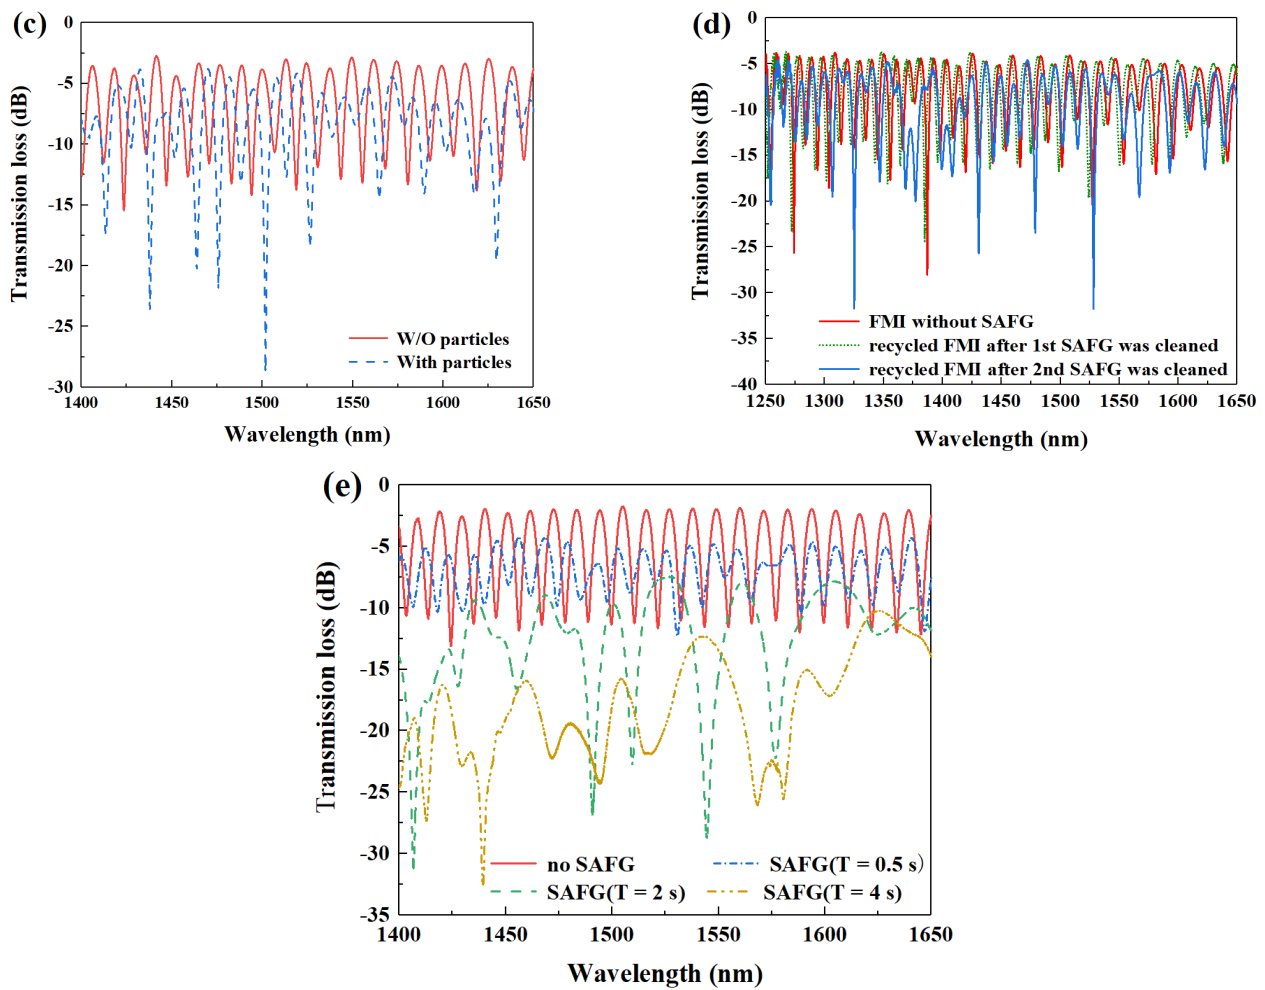 (c)
0
-5
-10
-15
-20
-25
-30
Transmission loss (dB)
W/O particles
With particles
1400 1450 1500 1550 1600 1650
Wavelength (nm)
(d)
0
-5
-10
-15
-20
-25
-30
-35
-40
Transmission loss (dB)
FMI without SAFG
recycled FMI after 1st SAFG was cleaned
recycled FMI after 2nd SAFG was cleaned
1250 1300 1350 1400 1450 1500 1550 1600 1650
Wavelength (nm)
(e)
0
-5
-10
-15
-20
-25
-30
-35
Transmission loss (dB)
no SAFG SAFG(T = 0.5 s)
SAFG(T = 2 s) SAFG(T = 4 s)
1400 1450 1500 1550 1600 1650
Wavelength (nm)